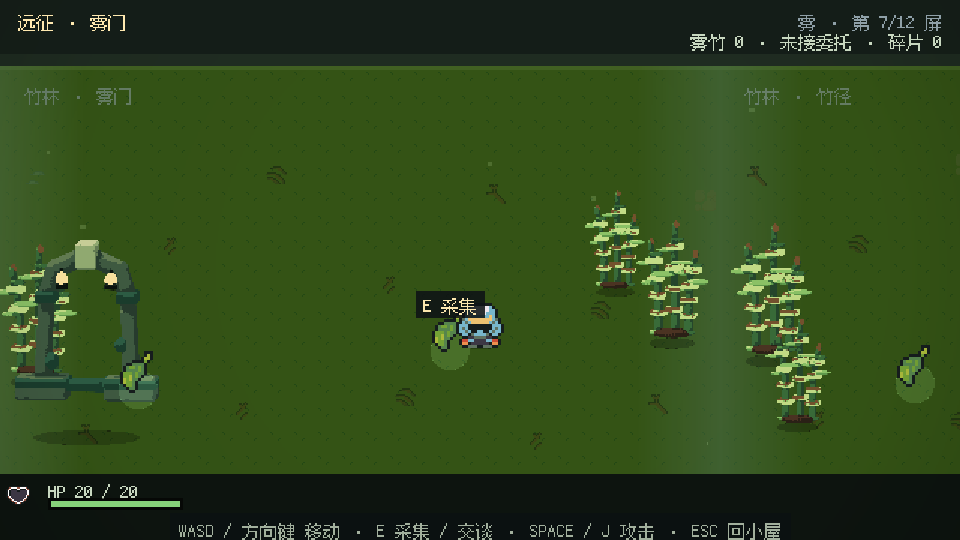 远征 · 雾门
雾 · 第 7/12 屏
雾竹 0 · 未接委托 · 碎片 0
竹林 · 雾门
竹林 · 竹径
E 采集
HP 20 / 20
WASD / 方向键 移动 · E 采集 / 交谈 · SPACE / J 攻击 · ESC 回小屋